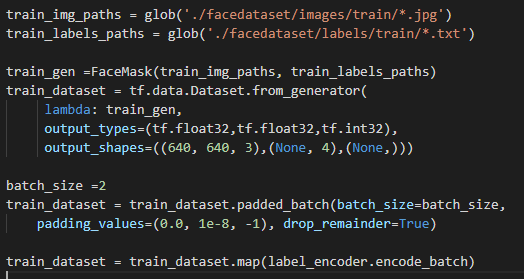 train_img_paths = glob('./facedataset/images/train/*.jpg')
train_labels_paths = glob('./facedataset/labels/train/*.txt')
train_gen =FaceMask(train_img_paths, train_labels_paths)
train_dataset = tf.data.Dataset.from_generator(
lambda: train_gen,
output_types=(tf.float32,tf.float32,tf.int32),
output_shapes=((640, 640, 3),(None, 4),(None,)))
batch_size =2
train_dataset = train_dataset.padded_batch(batch_size=batch_size,
padding_values=(0.0, 1e-8, -1), drop_remainder=True)
train_dataset = train_dataset.map(label_encoder.encode_batch)